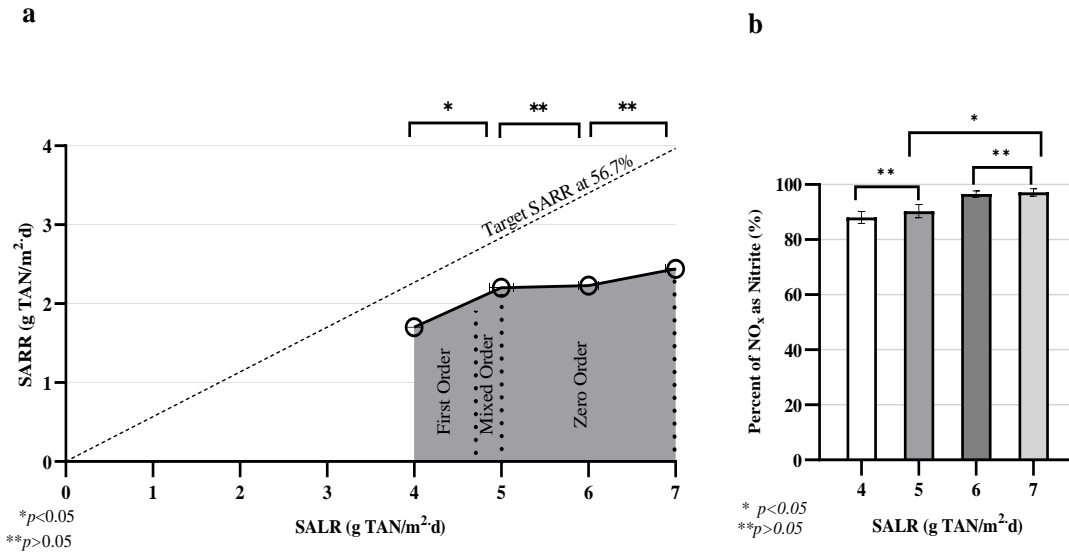 a
*
**
**
4
3
2
1
0
SARR (g TAN/m²·d)
Target SARR at 56.7%
First Order
Mixed Order
Zero Order
0 1 2 3 4 5 6 7
SALR (g TAN/m²·d)
*p<0.05
**p>0.05
b
*
**
**
100
80
60
40
20
0
Percent of NOₓ as Nitrite (%)
4 5 6 7
SALR (g TAN/m²·d)
* p<0.05
**p>0.05